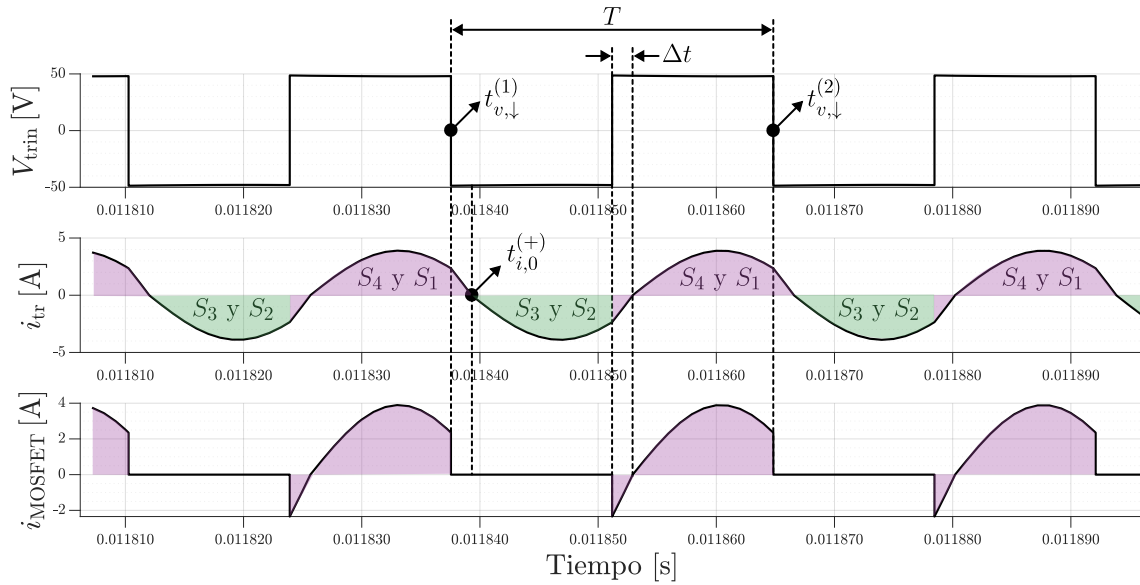 T
Δt
V_trin [V]
50
0
-50
t_{v,↓}^{(1)}
t_{v,↓}^{(2)}
0.011810 0.011820 0.011830 0.011840 0.011850 0.011860 0.011870 0.011880 0.011890
i_tr [A]
5
0
-5
t_{i,0}^{(+)}
S_3 y S_2 S_4 y S_1 S_3 y S_2 S_4 y S_1 S_3 y S_2 S_4 y S_1
0.011810 0.011820 0.011830 0.011840 0.011850 0.011860 0.011870 0.011880 0.011890
i_MOSFET [A]
4
2
0
-2
0.011810 0.011820 0.011830 0.011840 0.011850 0.011860 0.011870 0.011880 0.011890
Tiempo [s]